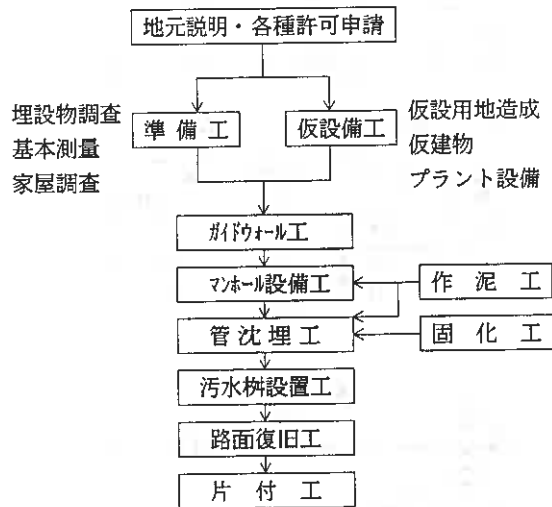 地元説明・各種許可申請
埋設物調査
基本測量
家屋調査
準備工
仮設備工
仮設用地造成
仮建物
プラント設備
ガイドウォール工
マンホール設備工
作泥工
管沈埋工
固化工
汚水桝設置工
路面復旧工
片付工